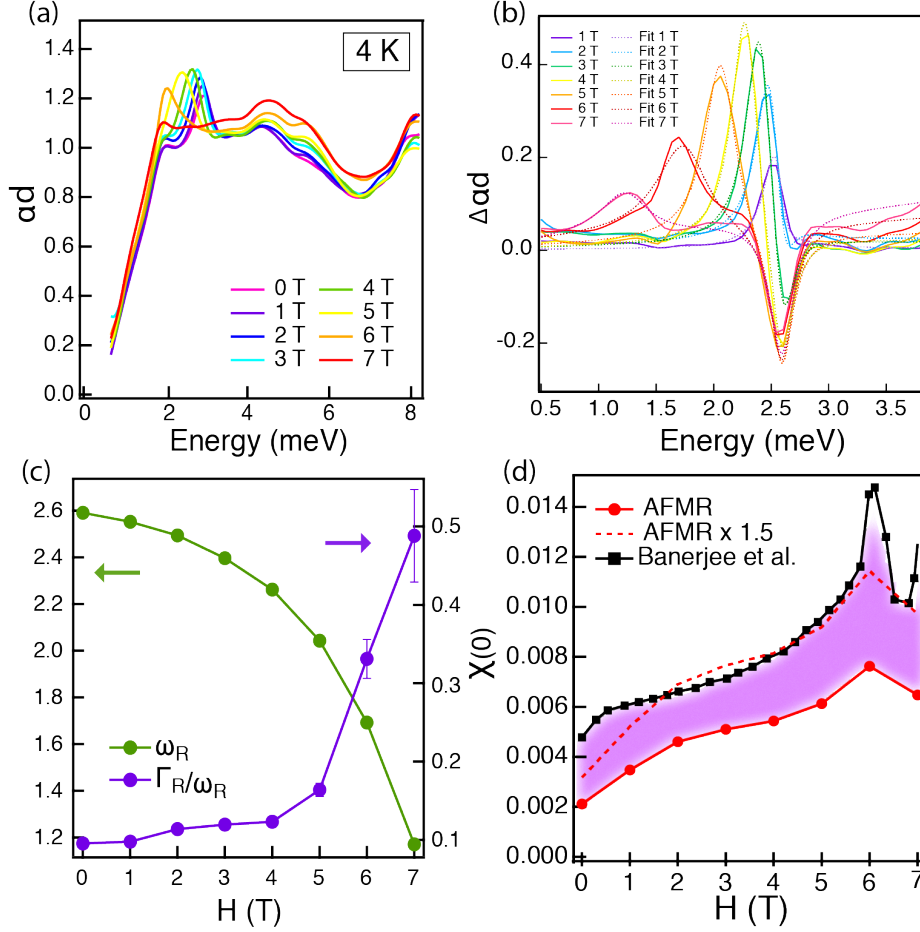 (a)
4 K
αd
1.4
1.2
1.0
0.8
0.6
0.4
0.2
0.0
0 T 4 T
1 T 5 T
2 T 6 T
3 T 7 T
0 2 4 6 8
Energy (meV)
(b)
Δαd
0.4
0.2
0.0
-0.2
1 T Fit 1 T
2 T Fit 2 T
3 T Fit 3 T
4 T Fit 4 T
5 T Fit 5 T
6 T Fit 6 T
7 T Fit 7 T
0.5 1.0 1.5 2.0 2.5 3.0 3.5
Energy (meV)
(c)
2.6
2.4
2.2
2.0
1.8
1.6
1.4
1.2
0.5
0.4
0.3
0.2
0.1
ωR
ΓR/ωR
0 1 2 3 4 5 6 7
H (T)
(d)
χ(0)
0.014
0.012
0.010
0.008
0.006
0.004
0.002
0.000
AFMR
AFMR x 1.5
Banerjee et al.
0 1 2 3 4 5 6 7
H (T)